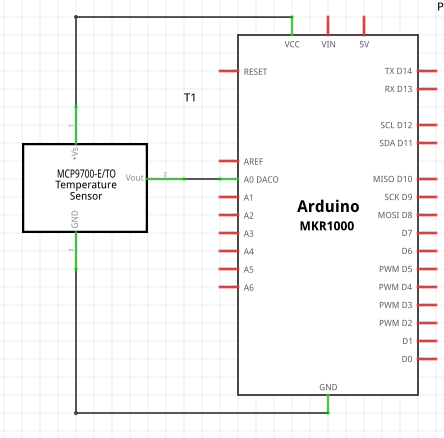 P
VCC VIN 5V
RESET TX D14
T1 RX D13
1
SCL D12
+Vs SDA D11
AREF
MCP9700-E/TO
Temperature
Sensor
Vout 2 A0 DAC0 MISO D10
A1 SCK D9
GND A2 Arduino MOSI D8
MKR1000
A3 D7
3 A4 D6
A5 PWM D5
A6 PWM D4
PWM D3
PWM D2
D1
D0
GND